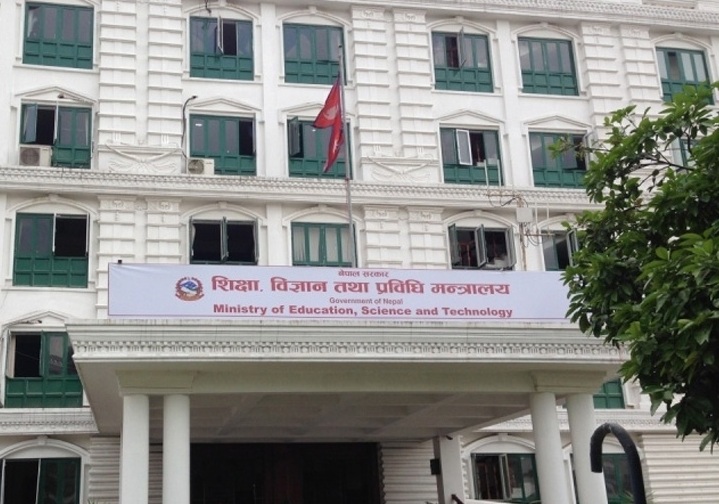 नेपाल सरकार
शिक्षा, विज्ञान तथा प्रविधि मन्त्रालय
Government of Nepal
Ministry of Education, Science and Technology